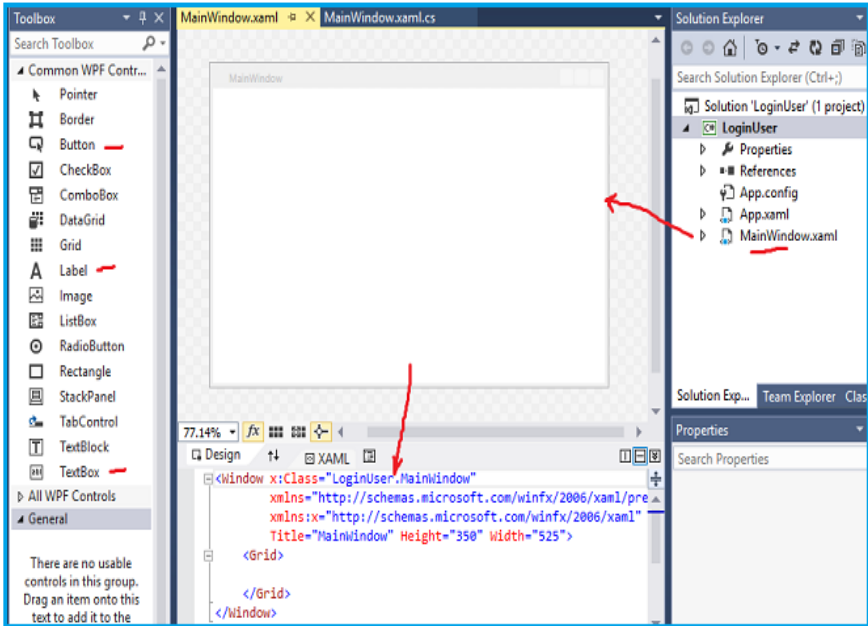 Toolbox
Search Toolbox
Common WPF Contr...
Pointer
Border
Button
CheckBox
ComboBox
DataGrid
Grid
Label
Image
ListBox
RadioButton
Rectangle
StackPanel
TabControl
TextBlock
TextBox
All WPF Controls
General
There are no usable
controls in this group.
Drag an item onto this
text to add it to the
MainWindow.xaml MainWindow.xaml.cs
MainWindow
77.14% fx
Design XAML
<Window x:Class="LoginUser.MainWindow"
xmlns="http://schemas.microsoft.com/winfx/2006/xaml/pre
xmlns:x="http://schemas.microsoft.com/winfx/2006/xaml"
Title="MainWindow" Height="350" Width="525">
<Grid>
</Grid>
</Window>
Solution Explorer
Search Solution Explorer (Ctrl+;)
Solution 'LoginUser' (1 project)
C# LoginUser
Properties
References
App.config
App.xaml
MainWindow.xaml
Solution Exp... Team Explorer Clas
Properties
Search Properties